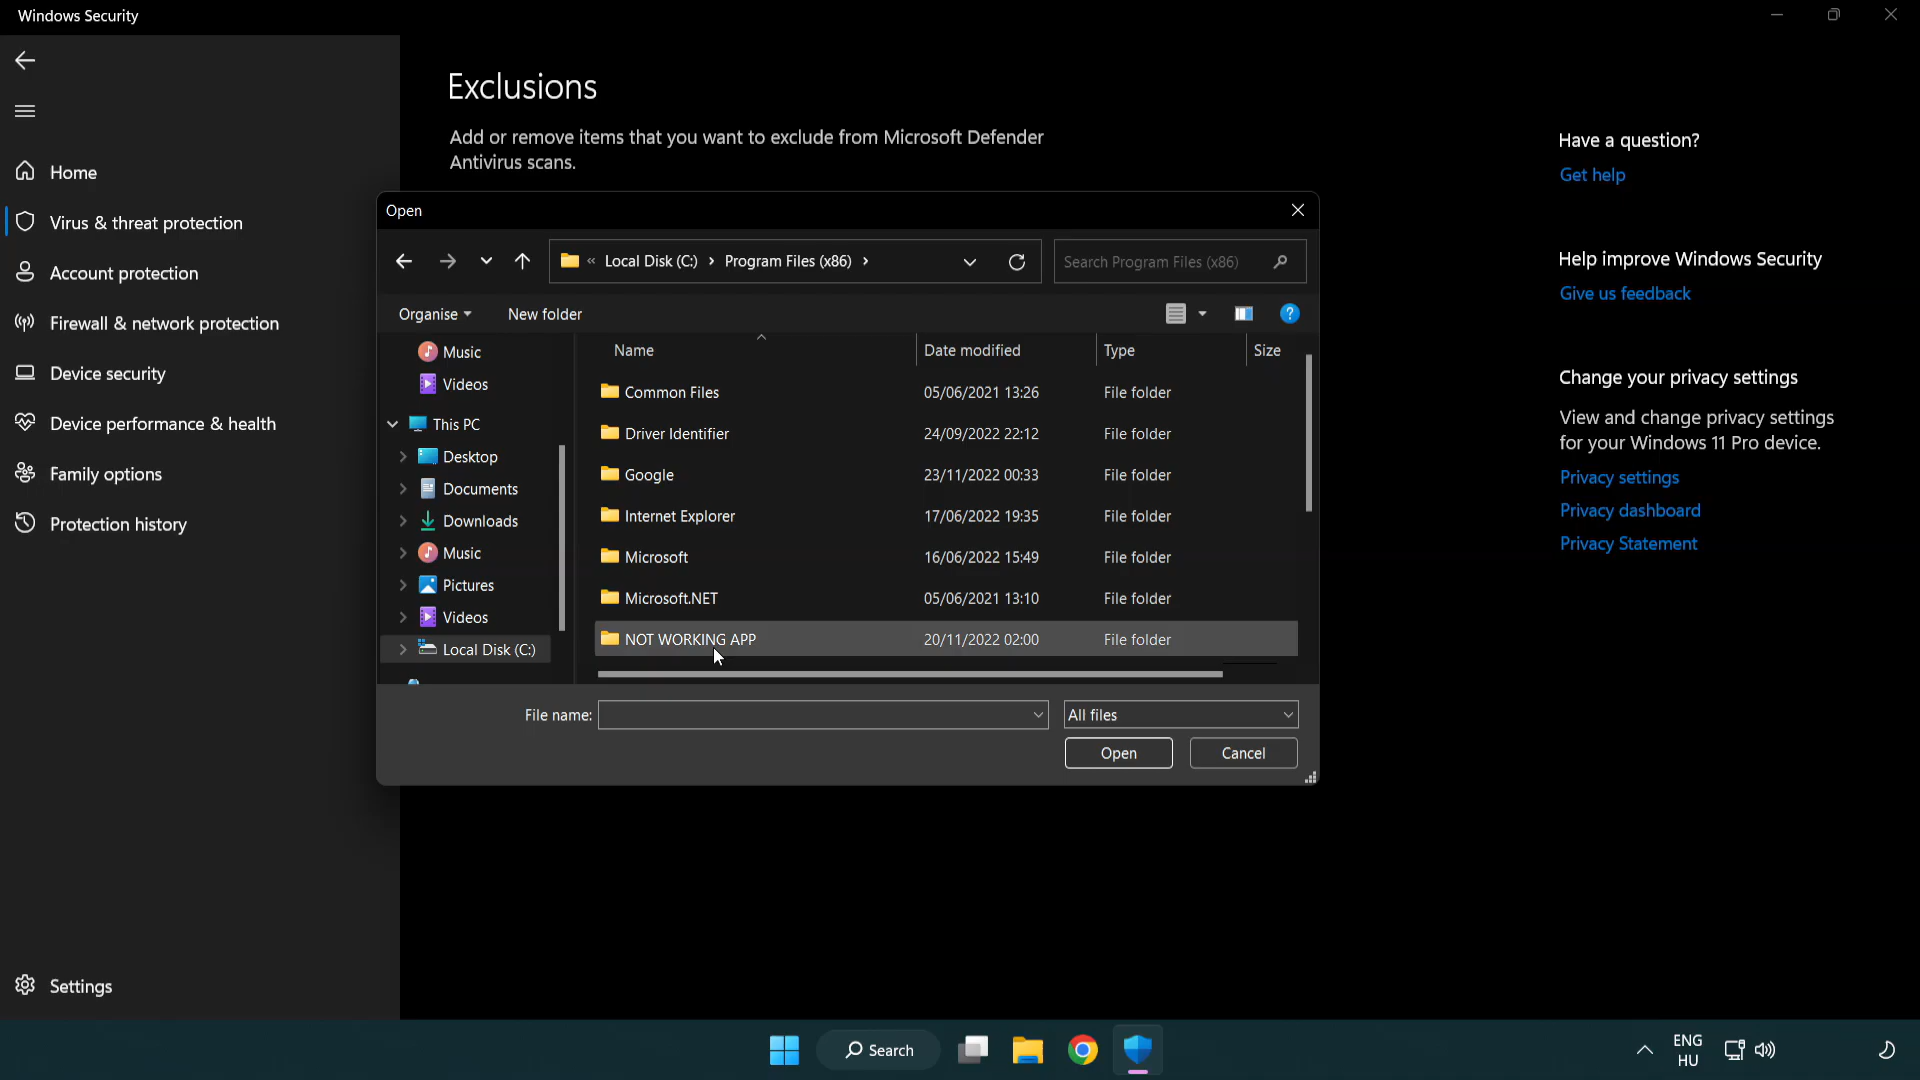 Windows Security
Home
Virus & threat protection
Account protection
Firewall & network protection
Device security
Device performance & health
Family options
Protection history
Settings
Exclusions
Add or remove items that you want to exclude from Microsoft Defender
Antivirus scans.
Open
« Local Disk (C:) > Program Files (x86) >
Search Program Files (x86)
Organise
New folder
?
Music
Videos
This PC
Desktop
Documents
Downloads
Music
Pictures
Videos
Local Disk (C:)
Name Date modified Type Size
Common Files 05/06/2021 13:26 File folder
Driver Identifier 24/09/2022 22:12 File folder
Google 23/11/2022 00:33 File folder
Internet Explorer 17/06/2022 19:35 File folder
Microsoft 16/06/2022 15:49 File folder
Microsoft.NET 05/06/2021 13:10 File folder
NOT WORKING APP 20/11/2022 02:00 File folder
File name:
All files
Open
Cancel
Have a question?
Get help
Help improve Windows Security
Give us feedback
Change your privacy settings
View and change privacy settings
for your Windows 11 Pro device.
Privacy settings
Privacy dashboard
Privacy Statement
Search
ENG
HU